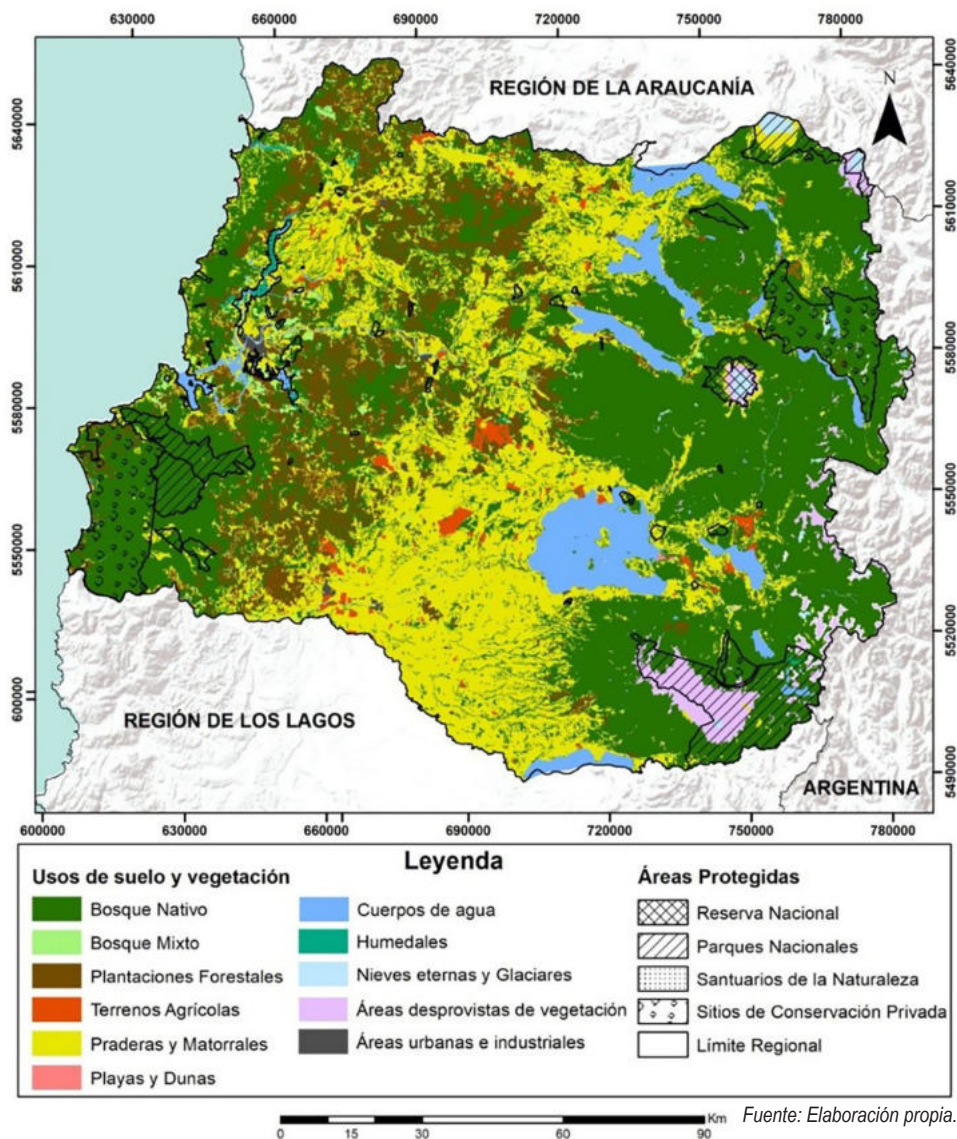 630000 660000 690000 720000 750000 780000
REGIÓN DE LA ARAUCANÍA
N
5640000
5610000
5580000
5550000
600000
5640000
5610000
5580000
5550000
5520000
5490000
REGIÓN DE LOS LAGOS
ARGENTINA
600000 630000 660000 690000 720000 750000 780000
Leyenda
Usos de suelo y vegetación
Bosque Nativo
Bosque Mixto
Plantaciones Forestales
Terrenos Agrícolas
Praderas y Matorrales
Playas y Dunas
Cuerpos de agua
Humedales
Nieves eternas y Glaciares
Áreas desprovistas de vegetación
Áreas urbanas e industriales
Áreas Protegidas
Reserva Nacional
Parques Nacionales
Santuarios de la Naturaleza
Sitios de Conservación Privada
Límite Regional
Km
0 15 30 60 90
Fuente: Elaboración propia.